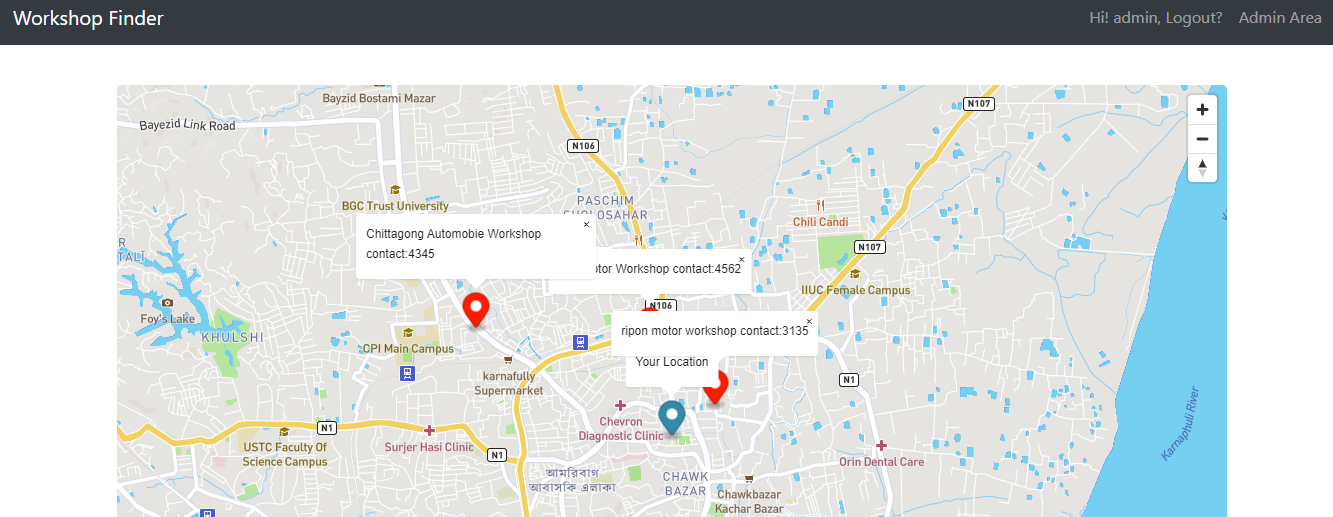 Workshop Finder
Hi! admin, Logout?
Admin Area
Bayzid Bostami Mazar
N107
Bayezid Link Road
N106
BGC Trust University
PASCHIM
SHOLOSAHAR
Chili Candi
Chittagong Automobie Workshop
contact:4345
×
N107
Motor Workshop contact:4562
×
IIUC Female Campus
Foy's Lake
KHULSHI
N106
ripon motor workshop contact:3135
×
CPI Main Campus
Your Location
karnafully
Supermarket
N1
Chevron
Diagnostic Clinic
N1
USTC Faculty Of
Science Campus
Surjer Hasi Clinic
N1
Orin Dental Care
Karnaphuli River
আমিরবাগ
আবাসিক এলাকা
CHAWK
BAZAR
Chawkbazar
Kachar Bazar